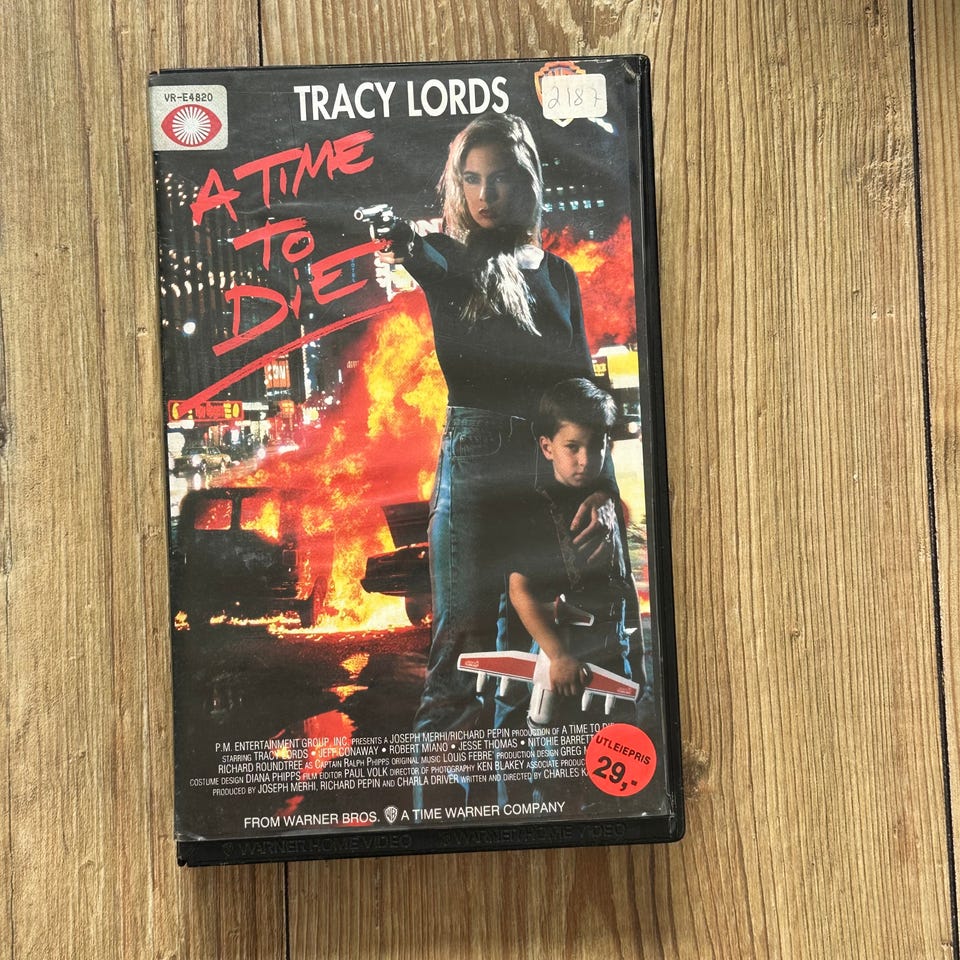 VR-E4820
TRACY LORDS
2187
A TIME
TO
DIE
P.M. ENTERTAINMENT GROUP, INC. PRESENTS A JOSEPH MERHI/RICHARD PEPIN PRODUCTION OF A TIME TO
STARRING TRACY LORDS • JEFF CONAWAY • ROBERT MIANO • JESSE THOMAS • NITCHIE BARRETT
RICHARD ROUNDTREE AS CAPTAIN RALPH PHIPPS ORIGINAL MUSIC LOUIS FEBRE PRODUCTION DESIGN GREG
COSTUME DESIGN DIANA PHIPPS FILM EDITOR PAUL VOLK DIRECTOR OF PHOTOGRAPHY KEN BLAKEY ASSOCIATE
PRODUCED BY JOSEPH MERHI, RICHARD PEPIN AND CHARLA DRIVER WRITTEN AND DIRECTED BY CHARLES
UTLEIEPRIS
29,-
FROM WARNER BROS. WB A TIME WARNER COMPANY
WARNER HOME VIDEO WARNER HOME VIDEO